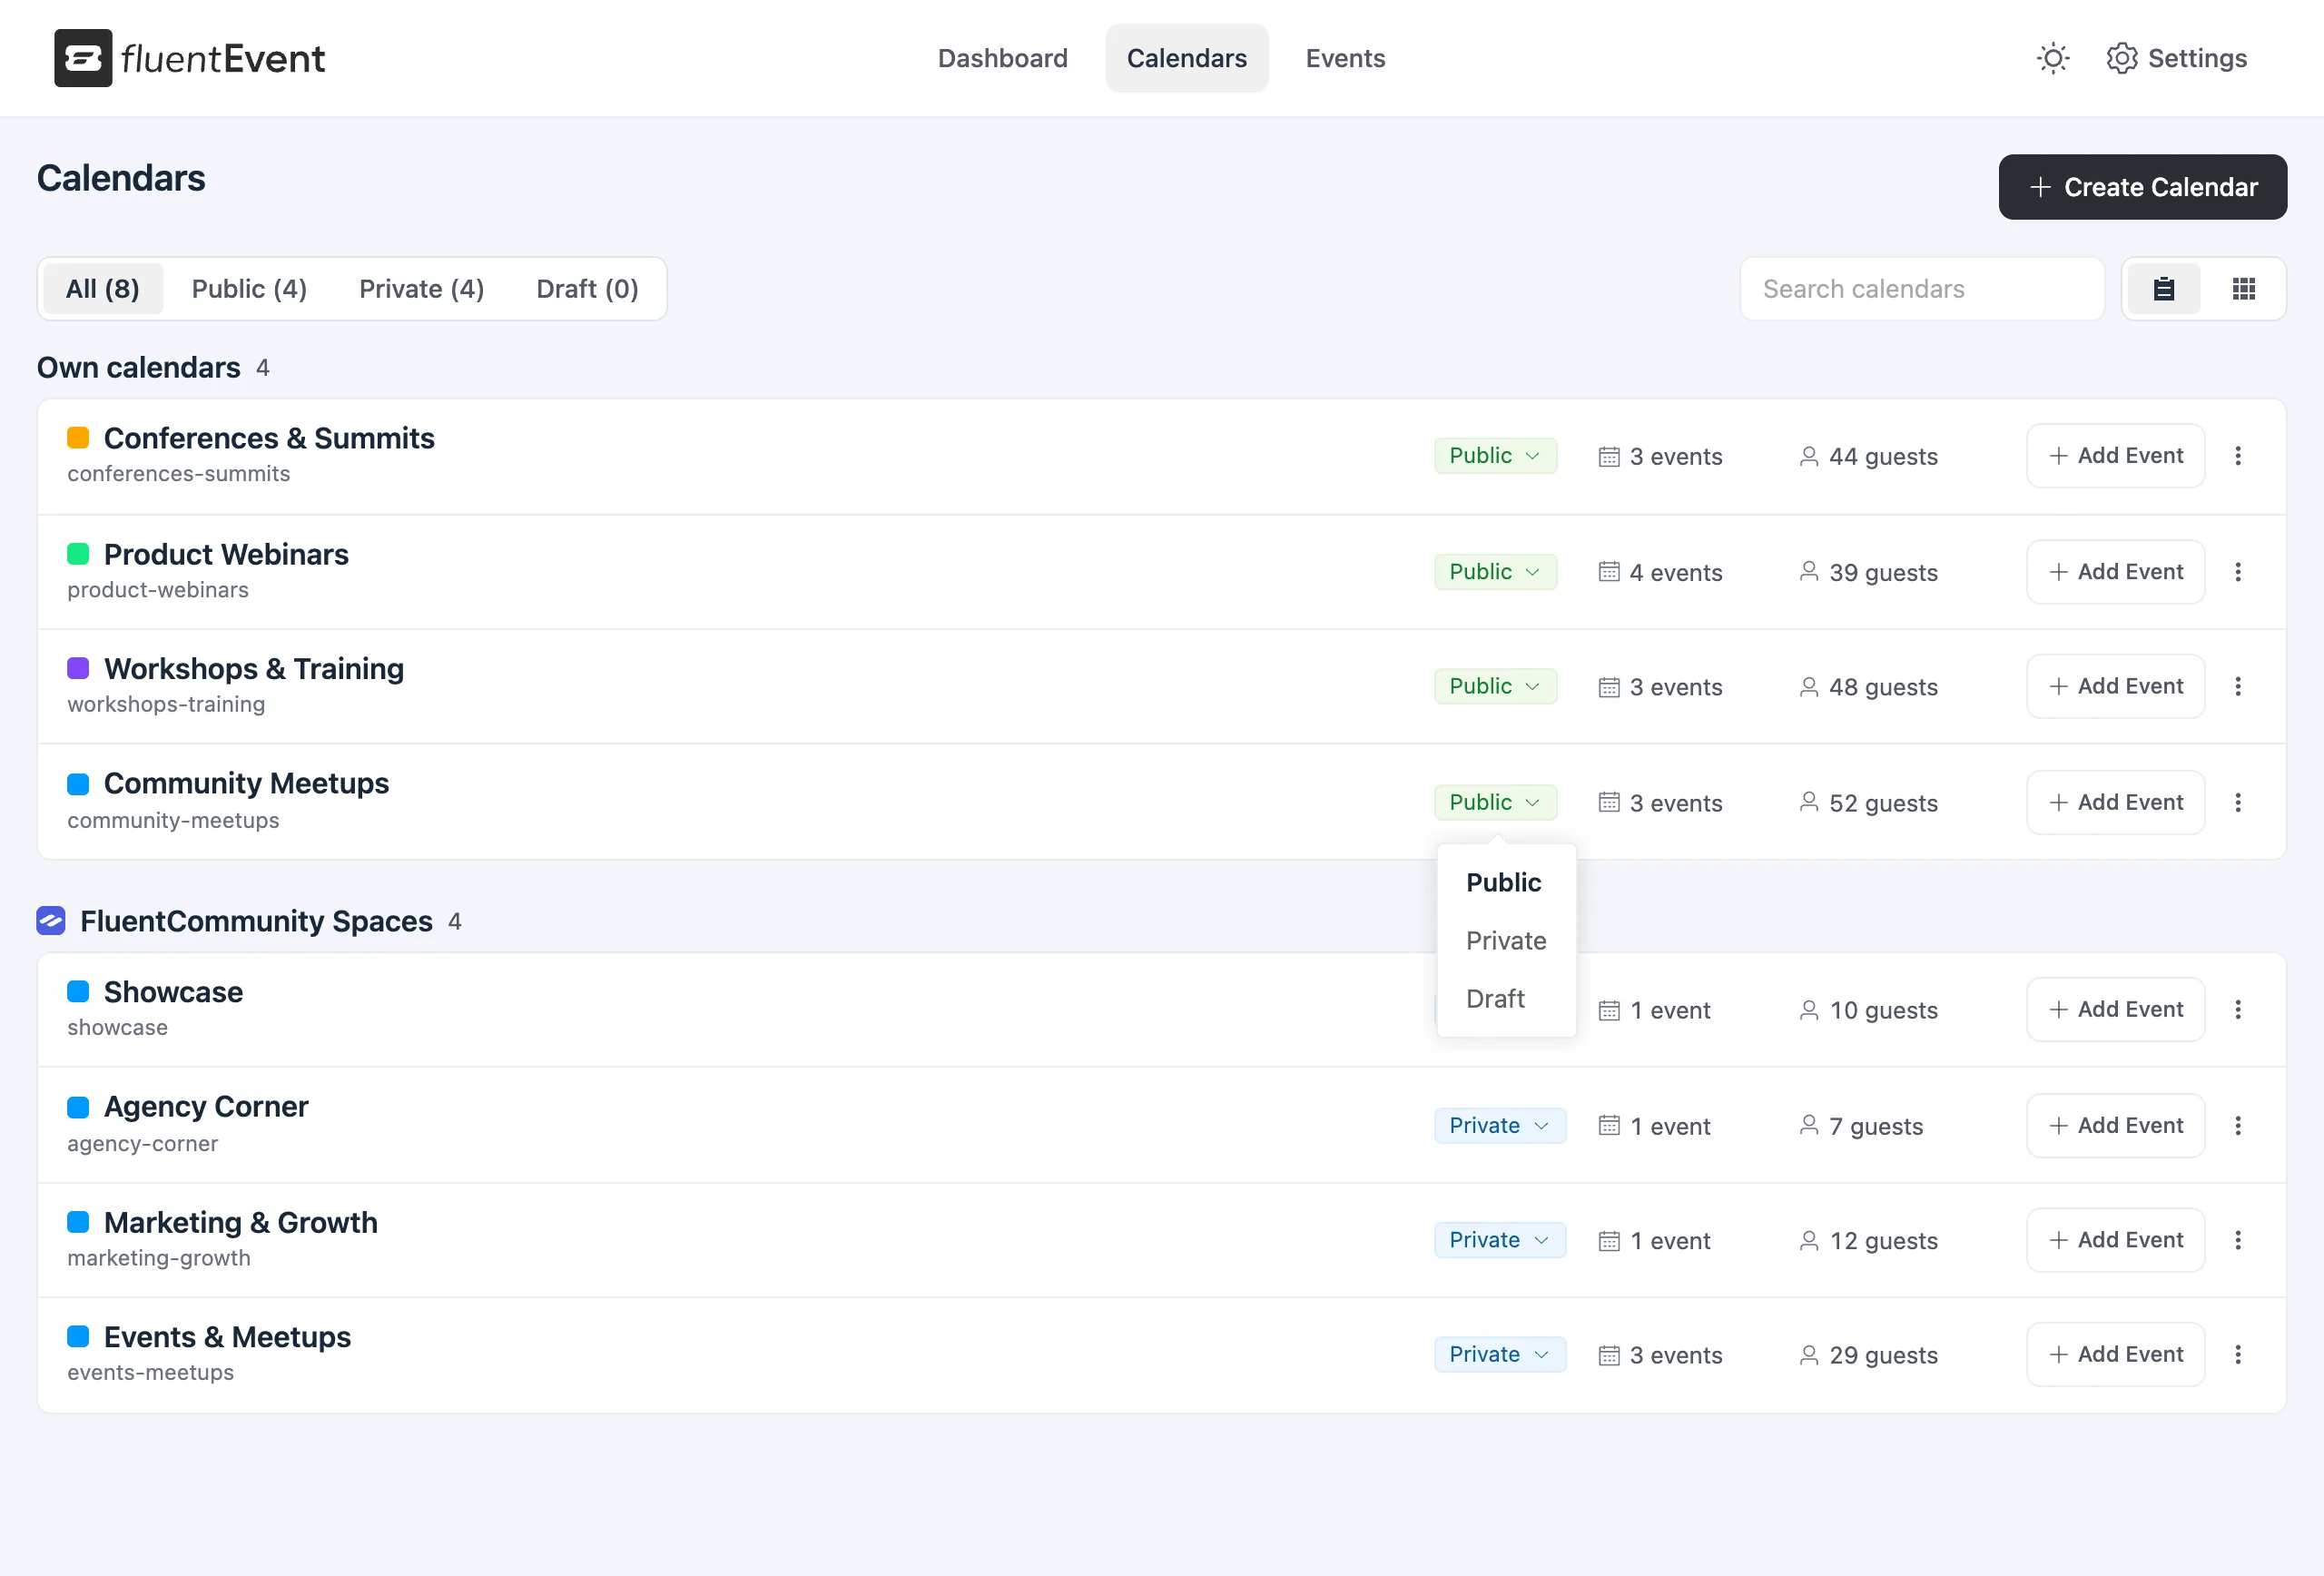 fluentEvent
Dashboard
Calendars
Events
Settings
Calendars
Create Calendar
All (8)
Public (4)
Private (4)
Draft (0)
Search calendars
Own calendars 4
Conferences & Summits
conferences-summits
Public
3 events
44 guests
Add Event
Product Webinars
product-webinars
Public
4 events
39 guests
Add Event
Workshops & Training
workshops-training
Public
3 events
48 guests
Add Event
Community Meetups
community-meetups
Public
3 events
52 guests
Add Event
Public
Private
Draft
FluentCommunity Spaces 4
Showcase
showcase
1 event
10 guests
Add Event
Agency Corner
agency-corner
Private
1 event
7 guests
Add Event
Marketing & Growth
marketing-growth
Private
1 event
12 guests
Add Event
Events & Meetups
events-meetups
Private
3 events
29 guests
Add Event